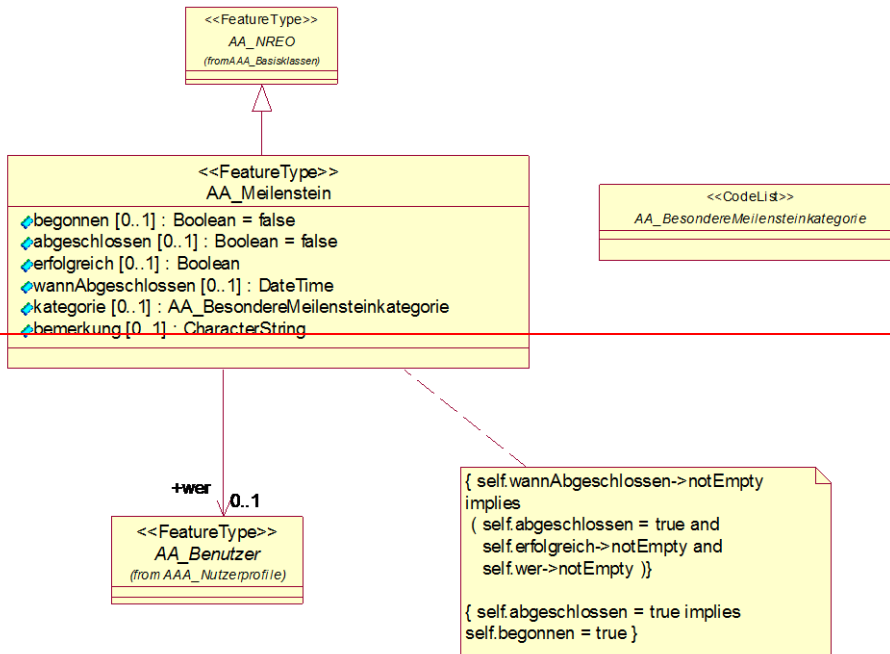 <<FeatureType>>
AA_NREO
(fromAAA_Basisklassen)
<<FeatureType>>
AA_Meilenstein
begonnen [0..1] : Boolean = false
abgeschlossen [0..1] : Boolean = false
erfolgreich [0..1] : Boolean
wannAbgeschlossen [0..1] : DateTime
kategorie [0..1] : AA_BesondereMeilensteinkategorie
bemerkung [0..1] : CharacterString
<<CodeList>>
AA_BesondereMeilensteinkategorie
+wer
0..1
<<FeatureType>>
AA_Benutzer
(from AAA_Nutzerprofile)
{ self.wannAbgeschlossen->notEmpty
implies
( self.abgeschlossen = true and
self.erfolgreich->notEmpty and
self.wer->notEmpty )}
{ self.abgeschlossen = true implies
self.begonnen = true }